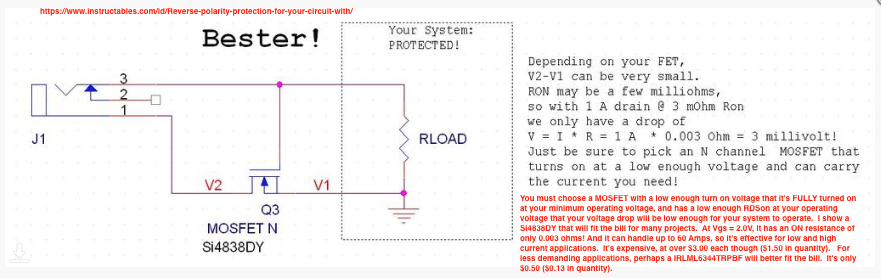 https://www.instructables.com/id/Reverse-polarity-protection-for-your-circuit-with/
Bester!
Your System:
PROTECTED!
3
2
1
J1
RLOAD
V2
V1
Q3
MOSFET N
Si4838DY
Depending on your FET,
V2-V1 can be very small.
RON may be a few milliohms,
so with 1 A drain @ 3 mOhm Ron
we only have a drop of
V = I * R = 1 A * 0.003 Ohm = 3 millivolt!
Just be sure to pick an N channel MOSFET that
turns on at a low enough voltage and can carry
the current you need!
You must choose a MOSFET with a low enough turn on voltage that it's FULLY turned on
at your minimum operating voltage, and has a low enough RDSon at your operating
voltage that your voltage drop will be low enough for your system to operate. I show a
Si4838DY that will fit the bill for many projects. At Vgs = 2.0V, it has an ON resistance of
only 0.003 ohms! And it can handle up to 60 Amps, so it's effective for low and high
current applications. It's expensive, at over $3.00 each though ($1.50 in quantity). For
less demanding applications, perhaps a IRLML6344TRPBF will better fit the bill. It's only
$0.50 ($0.13 in quantity).